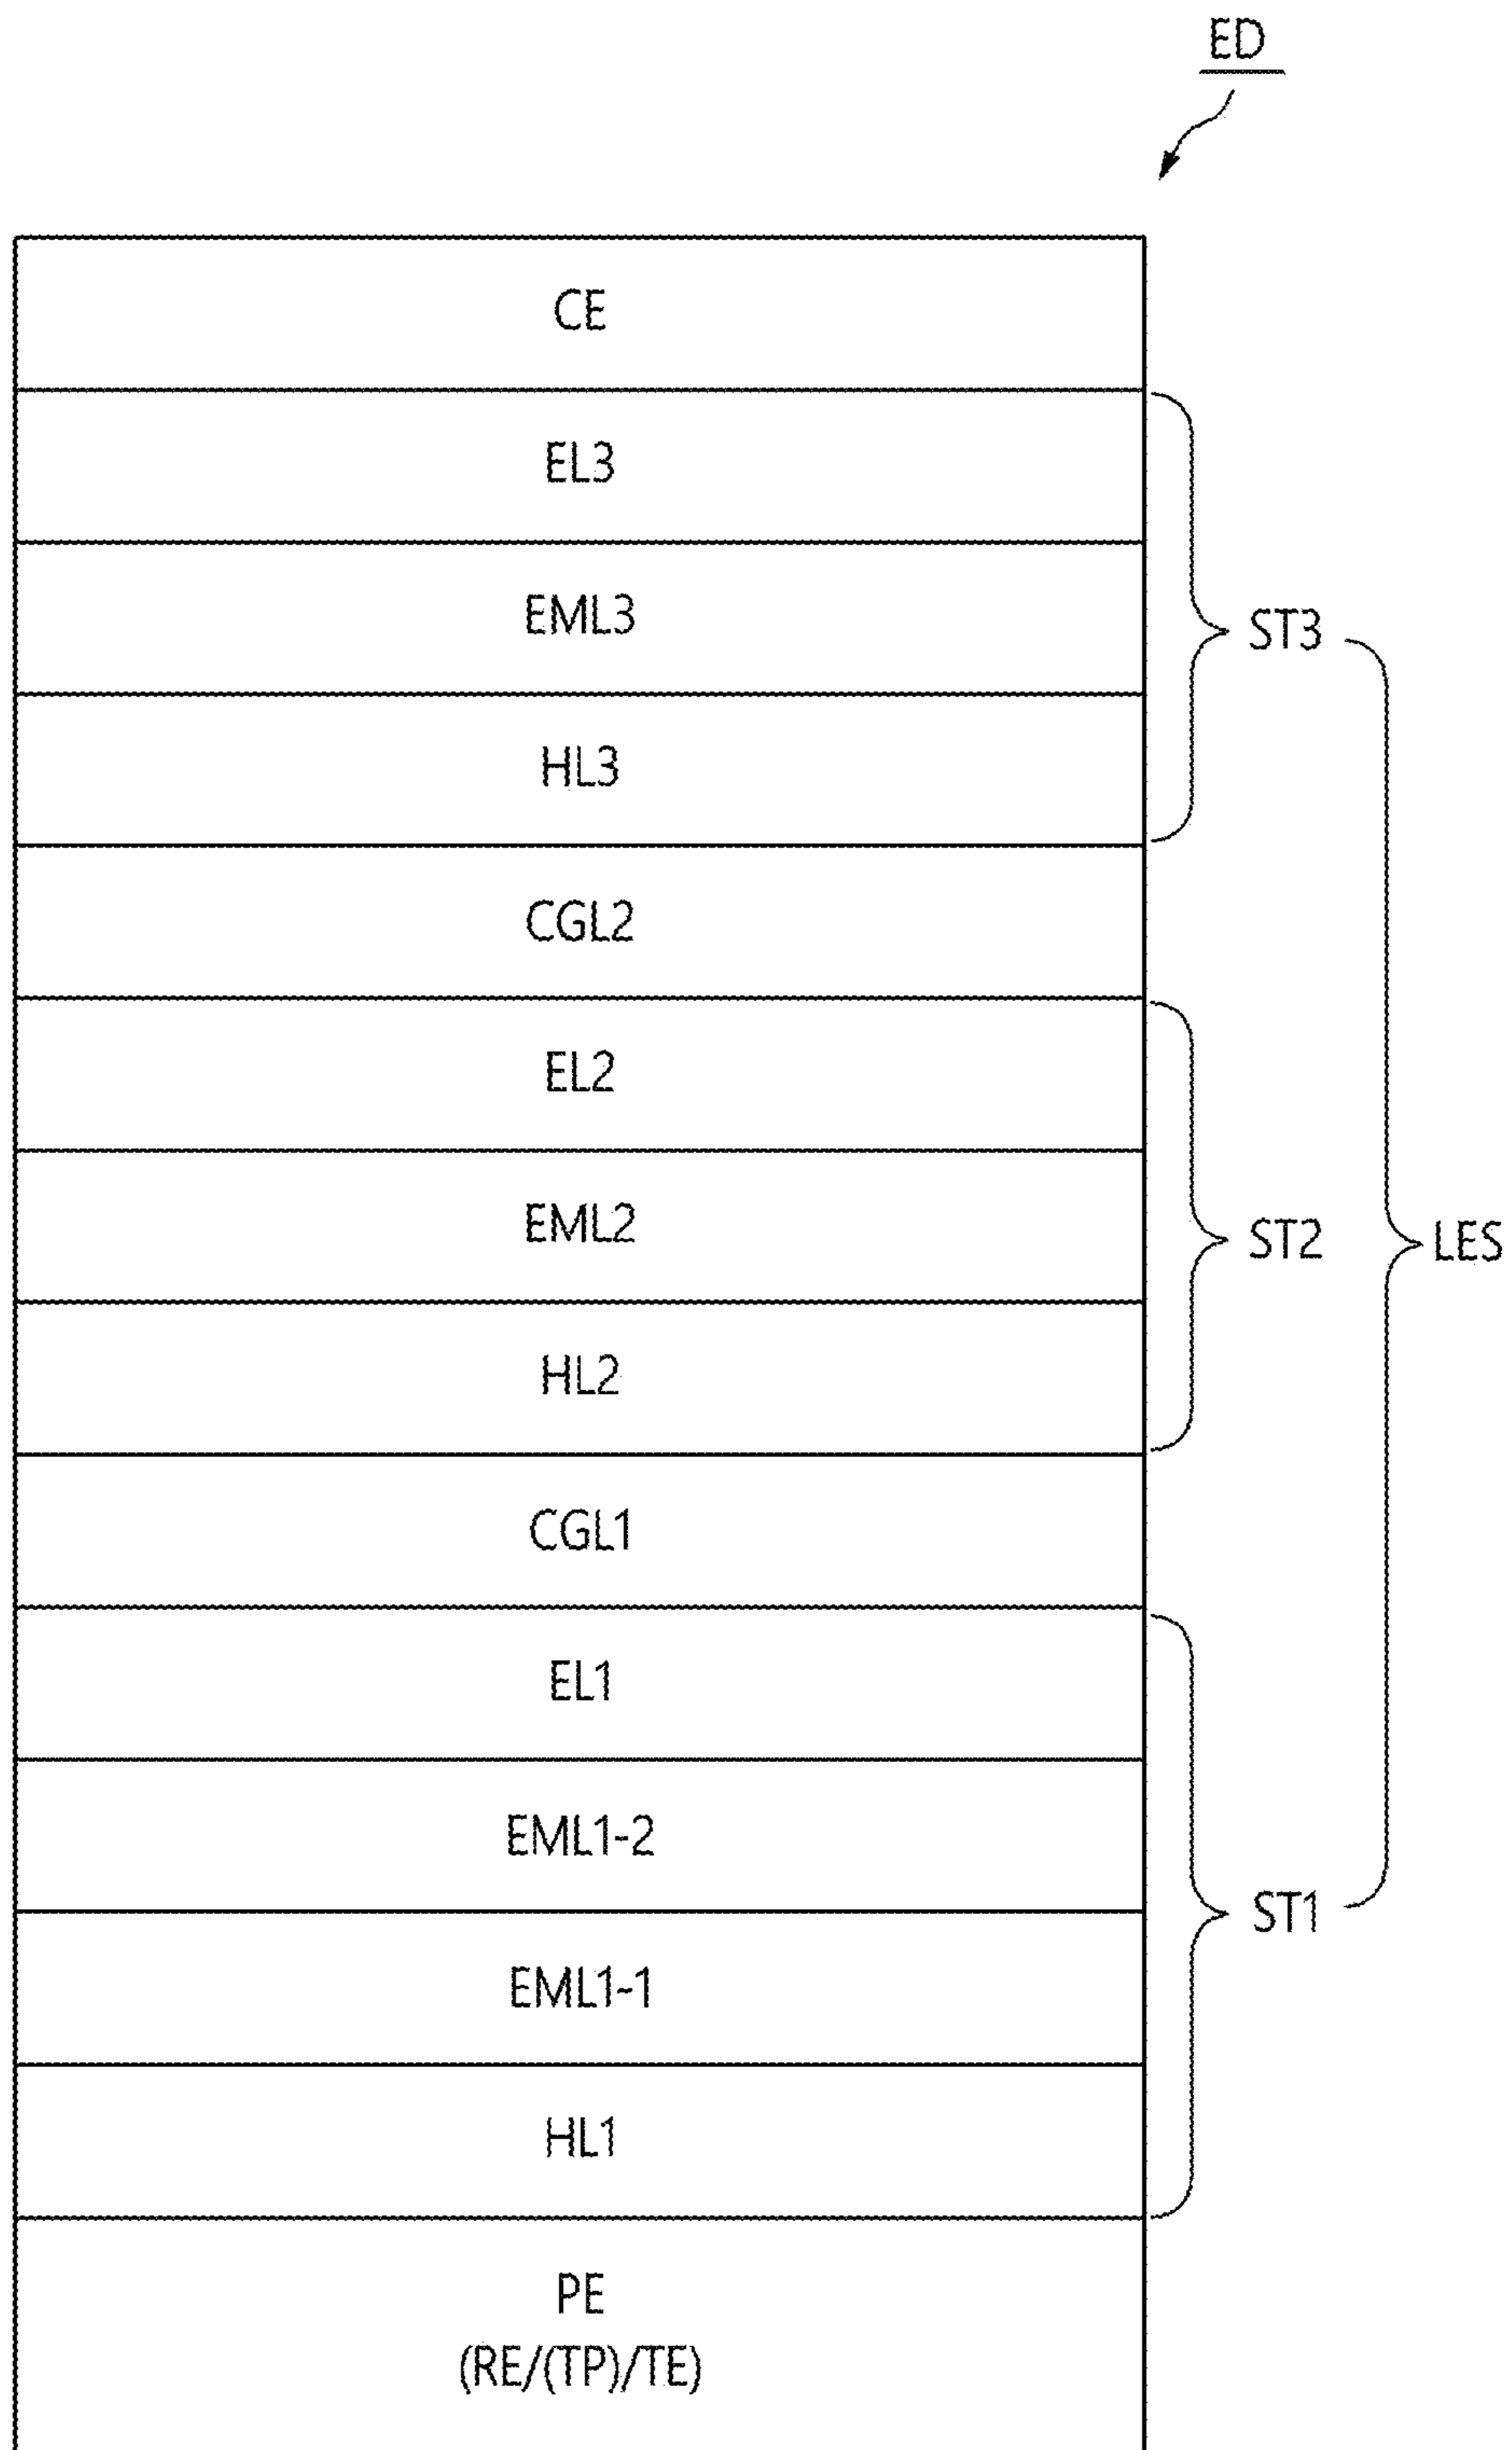 ED
CE
EL3
EML3
ST3
HL3
CGL2
EL2
EML2
ST2
LES
HL2
CGL1
EL1
EML1-2
ST1
EML1-1
HL1
PE
(RE/(TP)/TE)